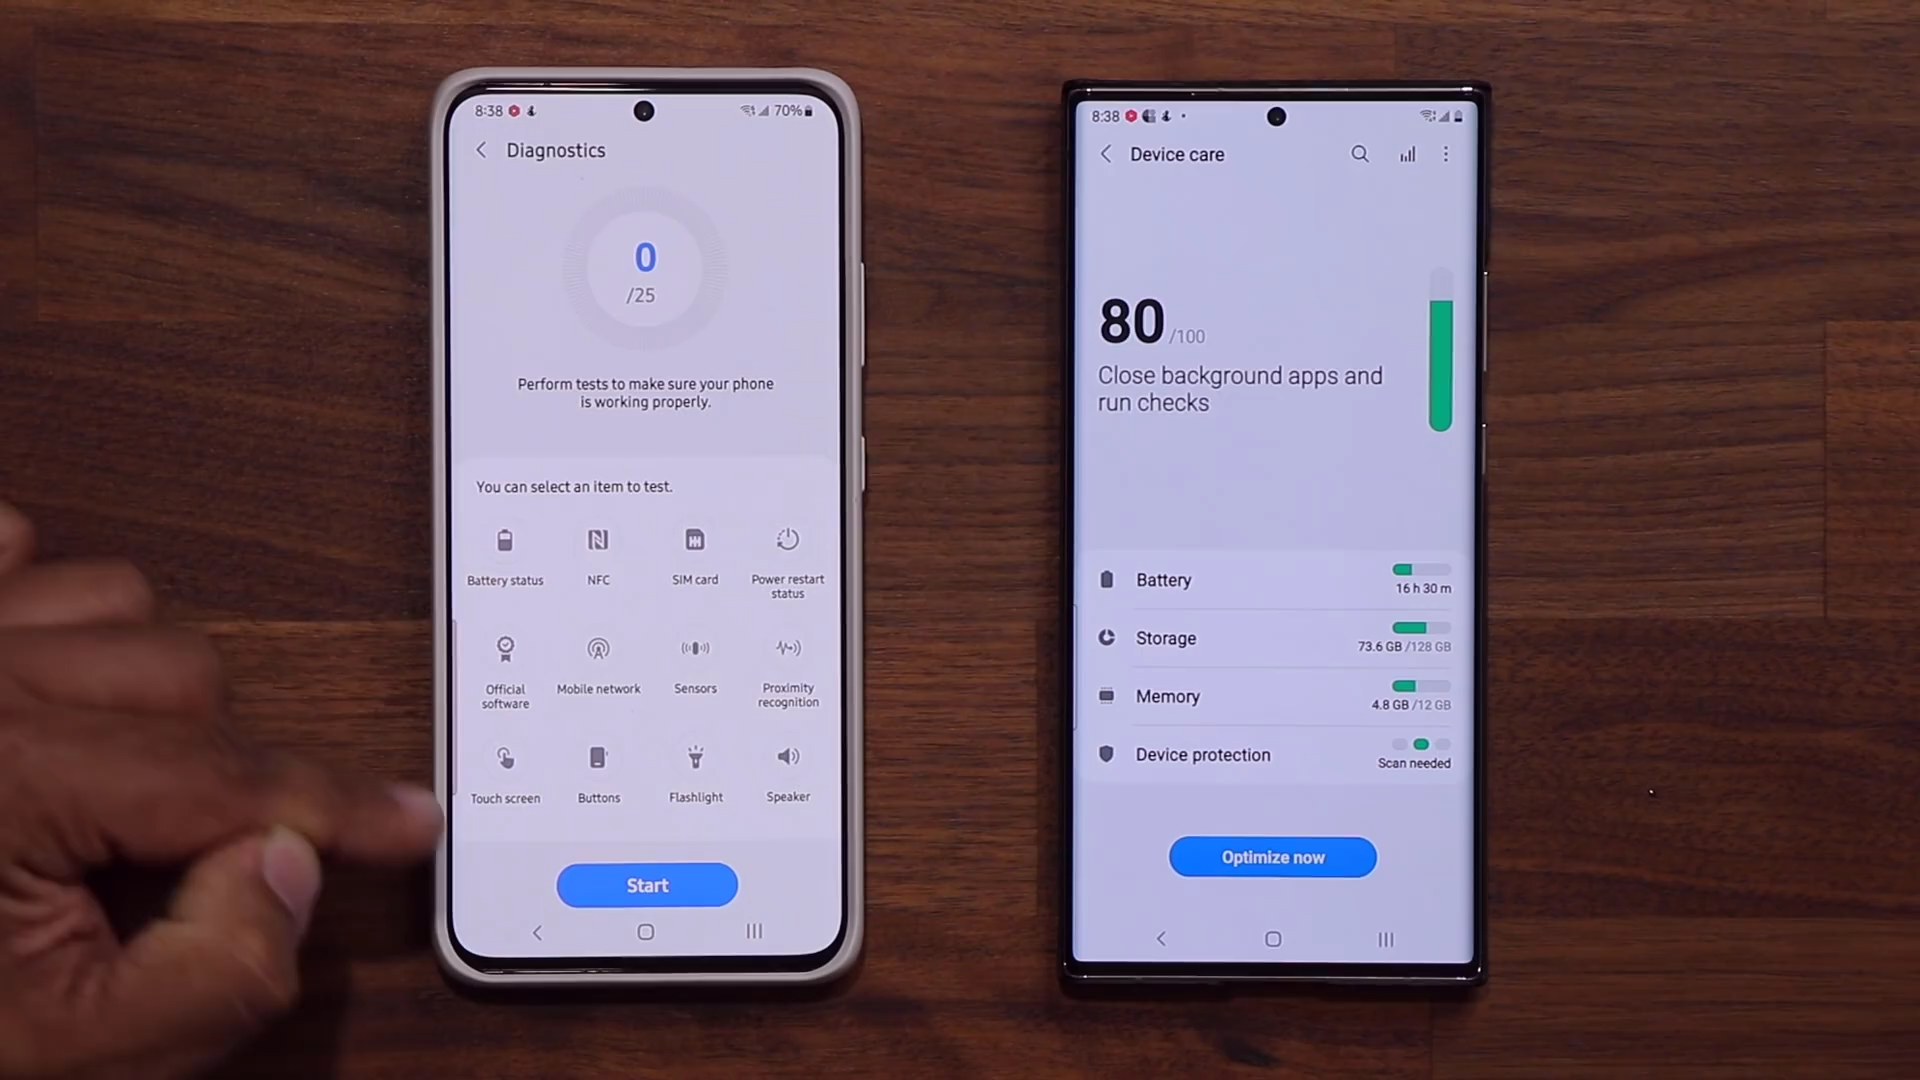 8:38
70%
Diagnostics
0
/25
Perform tests to make sure your phone
is working properly.
You can select an item to test.
Battery status
NFC
SIM card
Power restart
status
Official
software
Mobile network
Sensors
Proximity
recognition
Touch screen
Buttons
Flashlight
Speaker
Start
8:38
Device care
80/100
Close background apps and
run checks
Battery
16 h 30 m
Storage
73.6 GB /128 GB
Memory
4.8 GB /12 GB
Device protection
Scan needed
Optimize now